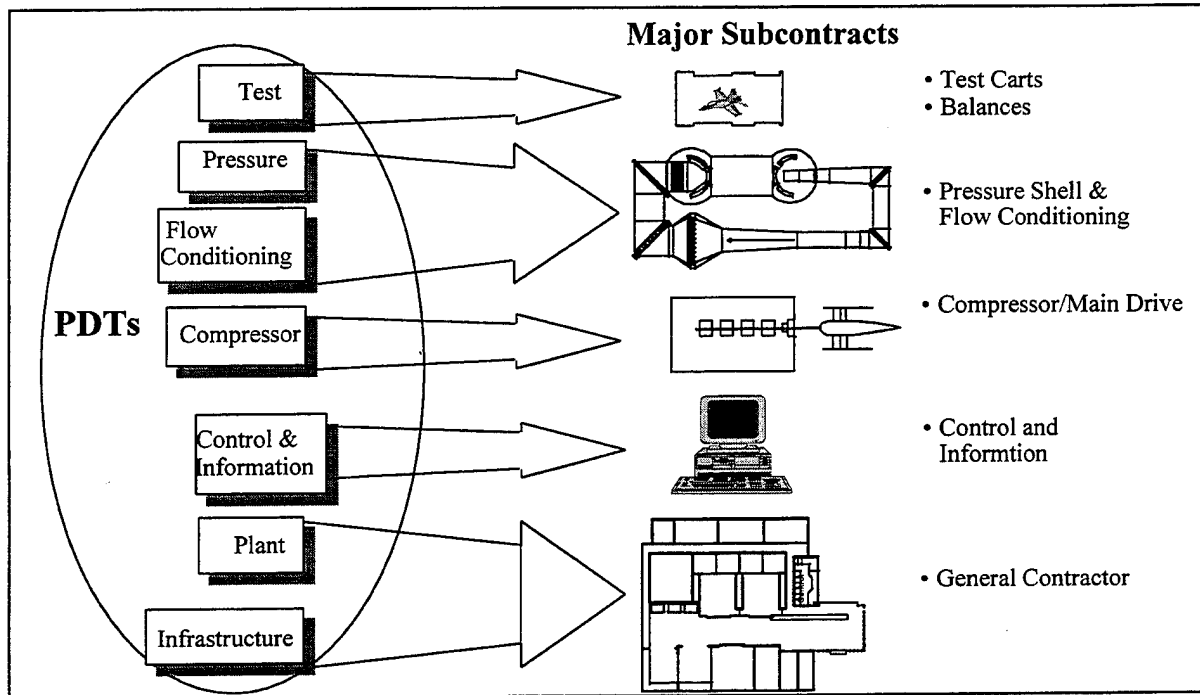 Major Subcontracts
Test
• Test Carts
• Balances
Pressure
Flow
Conditioning
• Pressure Shell &
Flow Conditioning
PDTs
Compressor
• Compressor/Main Drive
Control &
Information
• Control and
Informtion
Plant
Infrastructure
• General Contractor